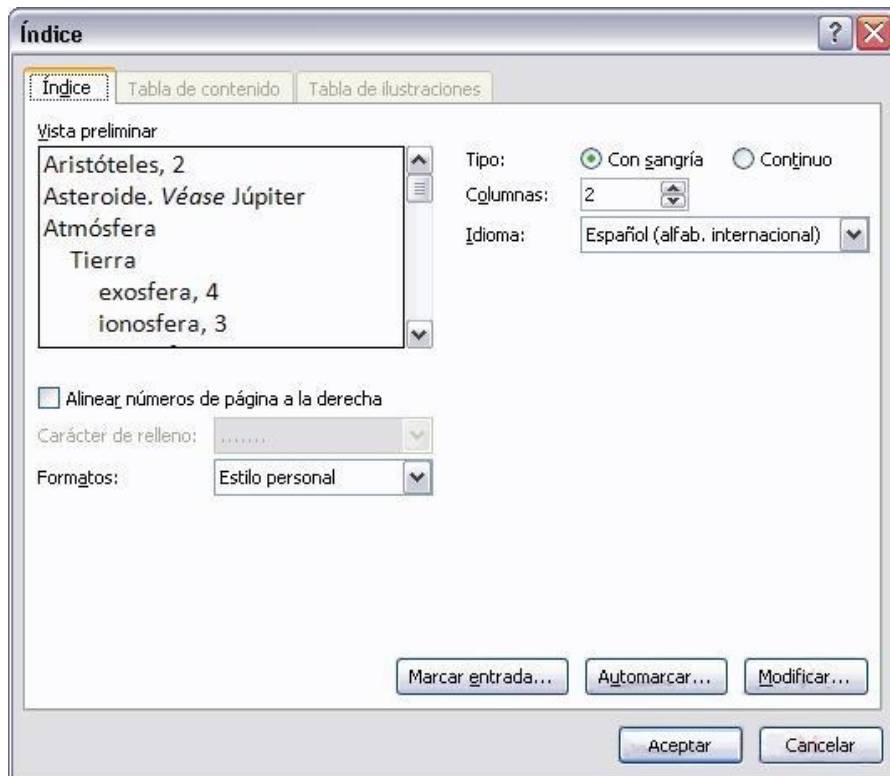 Índice
Índice
Tabla de contenido
Tabla de ilustraciones
Vista preliminar
Aristóteles, 2
Asteroide. Véase Júpiter
Atmósfera
Tierra
exosfera, 4
ionosfera, 3
Tipo:
Con sangría
Continuo
Columnas:
2
Idioma:
Español (alfab. internacional)
Alinear números de página a la derecha
Carácter de relleno:
.......
Formatos:
Estilo personal
Marcar entrada...
Automarcar...
Modificar...
Aceptar
Cancelar